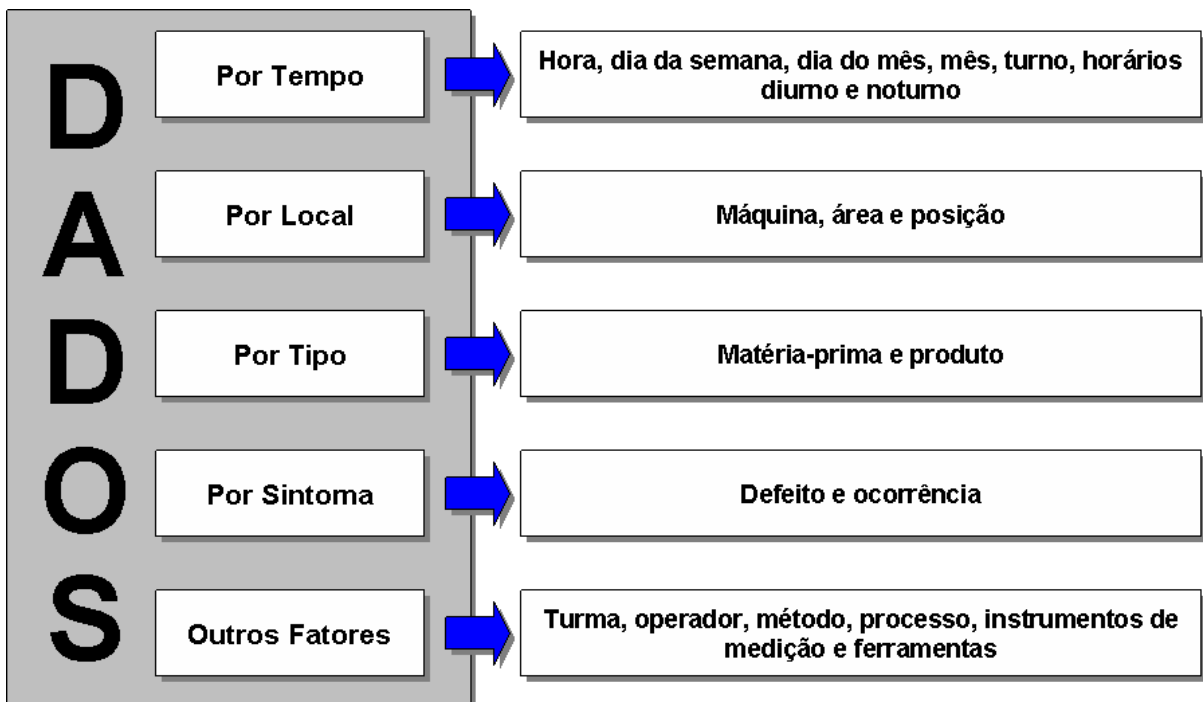 DADOS
Por Tempo
Hora, dia da semana, dia do mês, mês, turno, horários
diurno e noturno
Por Local
Máquina, área e posição
Por Tipo
Matéria-prima e produto
Por Sintoma
Defeito e ocorrência
Outros Fatores
Turma, operador, método, processo, instrumentos de
medição e ferramentas